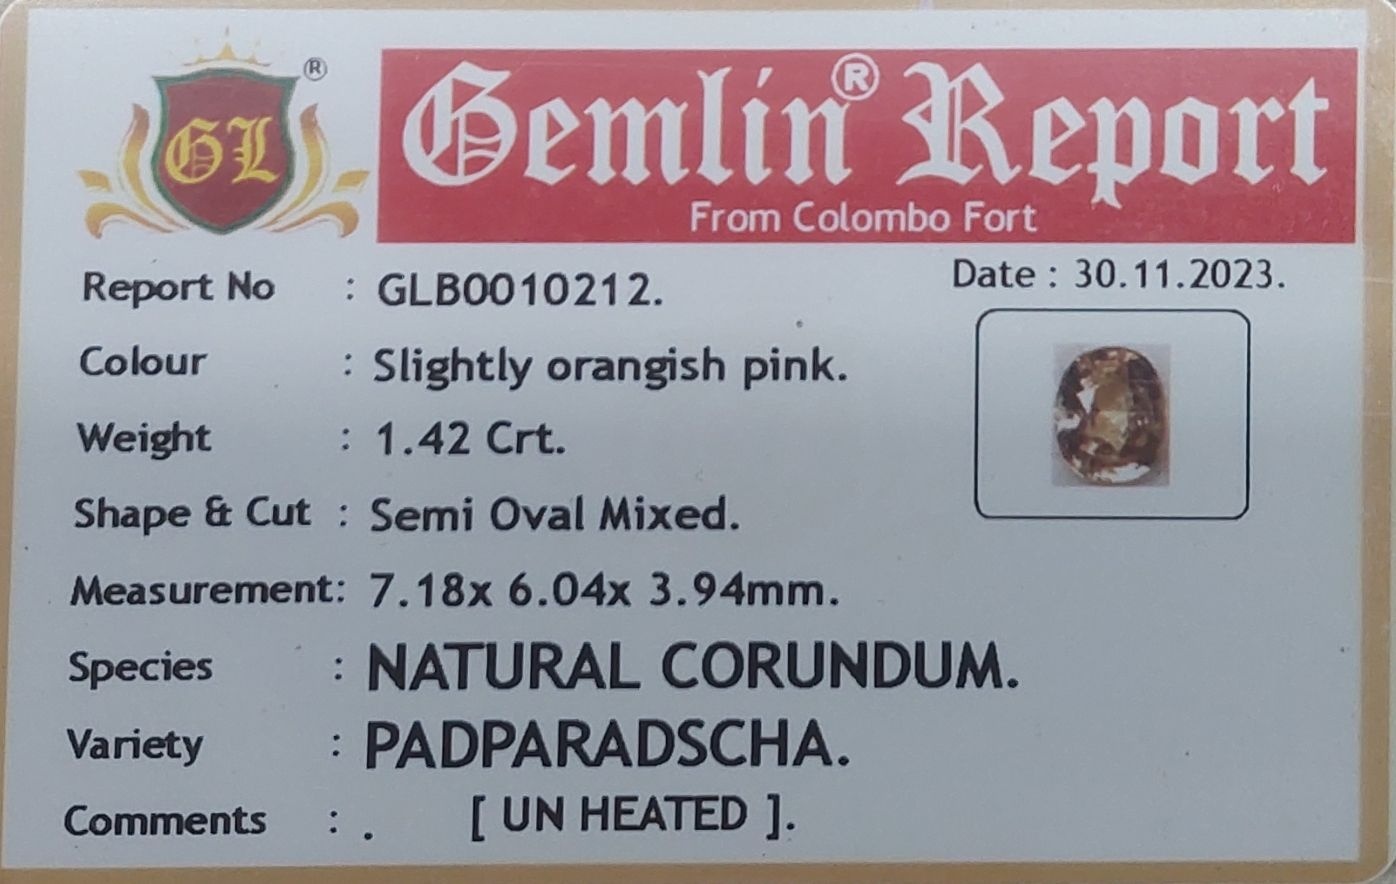 GL ®
Gemlin® Report
From Colombo Fort
Date : 30.11.2023.
Report No : GLB0010212.
Colour : Slightly orangish pink.
Weight : 1.42 Crt.
Shape & Cut : Semi Oval Mixed.
Measurement: 7.18x 6.04x 3.94mm.
Species : NATURAL CORUNDUM.
Variety : PADPARADSCHA.
Comments : . [ UN HEATED ].